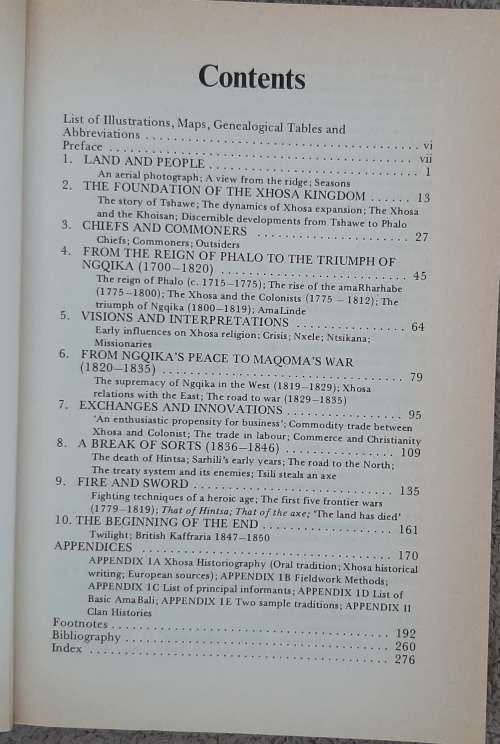 Contents
List of Illustrations, Maps, Genealogical Tables and
Abbreviations . . . . . . . . . . . . . . . . . . . . . . . . . . . . . . . . . . . . . . . vi
Preface . . . . . . . . . . . . . . . . . . . . . . . . . . . . . . . . . . . . . . . . . . . vii
1. LAND AND PEOPLE . . . . . . . . . . . . . . . . . . . . . . . . . . . . . 1
An aerial photograph; A view from the ridge; Seasons
2. THE FOUNDATION OF THE XHOSA KINGDOM . . . . . . 13
The story of Tshawe; The dynamics of Xhosa expansion; The Xhosa
and the Khoisan; Discernible developments from Tshawe to Phalo
3. CHIEFS AND COMMONERS . . . . . . . . . . . . . . . . . . . . . . 27
Chiefs; Commoners; Outsiders
4. FROM THE REIGN OF PHALO TO THE TRIUMPH OF
NGQIKA (1700–1820) . . . . . . . . . . . . . . . . . . . . . . . . . . . 45
The reign of Phalo (c. 1715–1775); The rise of the amaRharhabe
(1775–1800); The Xhosa and the Colonists (1775 – 1812); The
triumph of Ngqika (1800–1819); AmaLinde
5. VISIONS AND INTERPRETATIONS . . . . . . . . . . . . . . . . 64
Early influences on Xhosa religion; Crisis; Nxele; Ntsikana;
Missionaries
6. FROM NGQIKA'S PEACE TO MAQOMA'S WAR
(1820–1835) . . . . . . . . . . . . . . . . . . . . . . . . . . . . . . . . . . . 79
The supremacy of Ngqika in the West (1819–1829); Xhosa
relations with the East; The road to war (1829–1835)
7. EXCHANGES AND INNOVATIONS . . . . . . . . . . . . . . . . . 95
'An enthusiastic propensity for business'; Commodity trade between
Xhosa and Colonist; The trade in labour; Commerce and Christianity
8. A BREAK OF SORTS (1836–1846) . . . . . . . . . . . . . . . . . . 109
The death of Hintsa; Sarhili's early years; The road to the North;
The treaty system and its enemies; Tsili steals an axe
9. FIRE AND SWORD . . . . . . . . . . . . . . . . . . . . . . . . . . . . . 135
Fighting techniques of a heroic age; The first five frontier wars
(1779–1819); That of Hintsa; That of the axe; 'The land has died'
10. THE BEGINNING OF THE END . . . . . . . . . . . . . . . . . . . 161
Twilight; British Kaffraria 1847–1850
APPENDICES . . . . . . . . . . . . . . . . . . . . . . . . . . . . . . . . . . . . 170
APPENDIX 1A Xhosa Historiography (Oral tradition; Xhosa historical
writing; European sources); APPENDIX 1B Fieldwork Methods;
APPENDIX 1C List of principal informants; APPENDIX 1D List of
Basic AmaBali; APPENDIX 1E Two sample traditions; APPENDIX II
Clan Histories
Footnotes . . . . . . . . . . . . . . . . . . . . . . . . . . . . . . . . . . . . . . . . 192
Bibliography . . . . . . . . . . . . . . . . . . . . . . . . . . . . . . . . . . . . . . 260
Index . . . . . . . . . . . . . . . . . . . . . . . . . . . . . . . . . . . . . . . . . . . 276